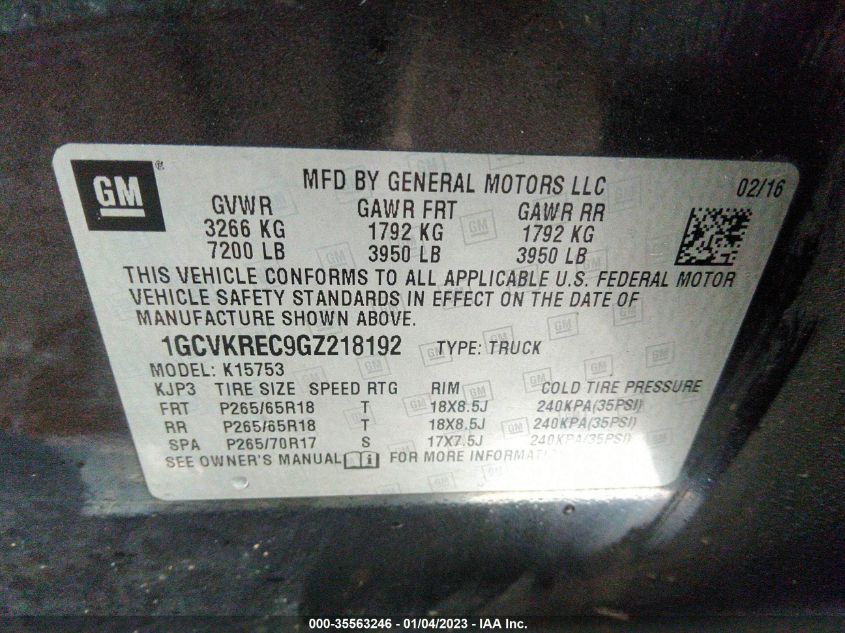 GM®
MFD BY GENERAL MOTORS LLC
02/16
GVWR GAWR FRT GAWR RR
3266 KG 1792 KG 1792 KG
7200 LB 3950 LB 3950 LB
THIS VEHICLE CONFORMS TO ALL APPLICABLE U.S. FEDERAL MOTOR
VEHICLE SAFETY STANDARDS IN EFFECT ON THE DATE OF
MANUFACTURE SHOWN ABOVE.
1GCVKREC9GZ218192 TYPE: TRUCK
MODEL: K15753
KJP3 TIRE SIZE SPEED RTG RIM COLD TIRE PRESSURE
FRT P265/65R18 T 18X8.5J 240KPA(35PSI)
RR P265/65R18 T 18X8.5J 240KPA(35PSI)
SPA P265/70R17 S 17X7.5J 240KPA(35PSI)
SEE OWNER'S MANUAL i FOR MORE INFORMATION
000-35563246 - 01/04/2023 - IAA Inc.